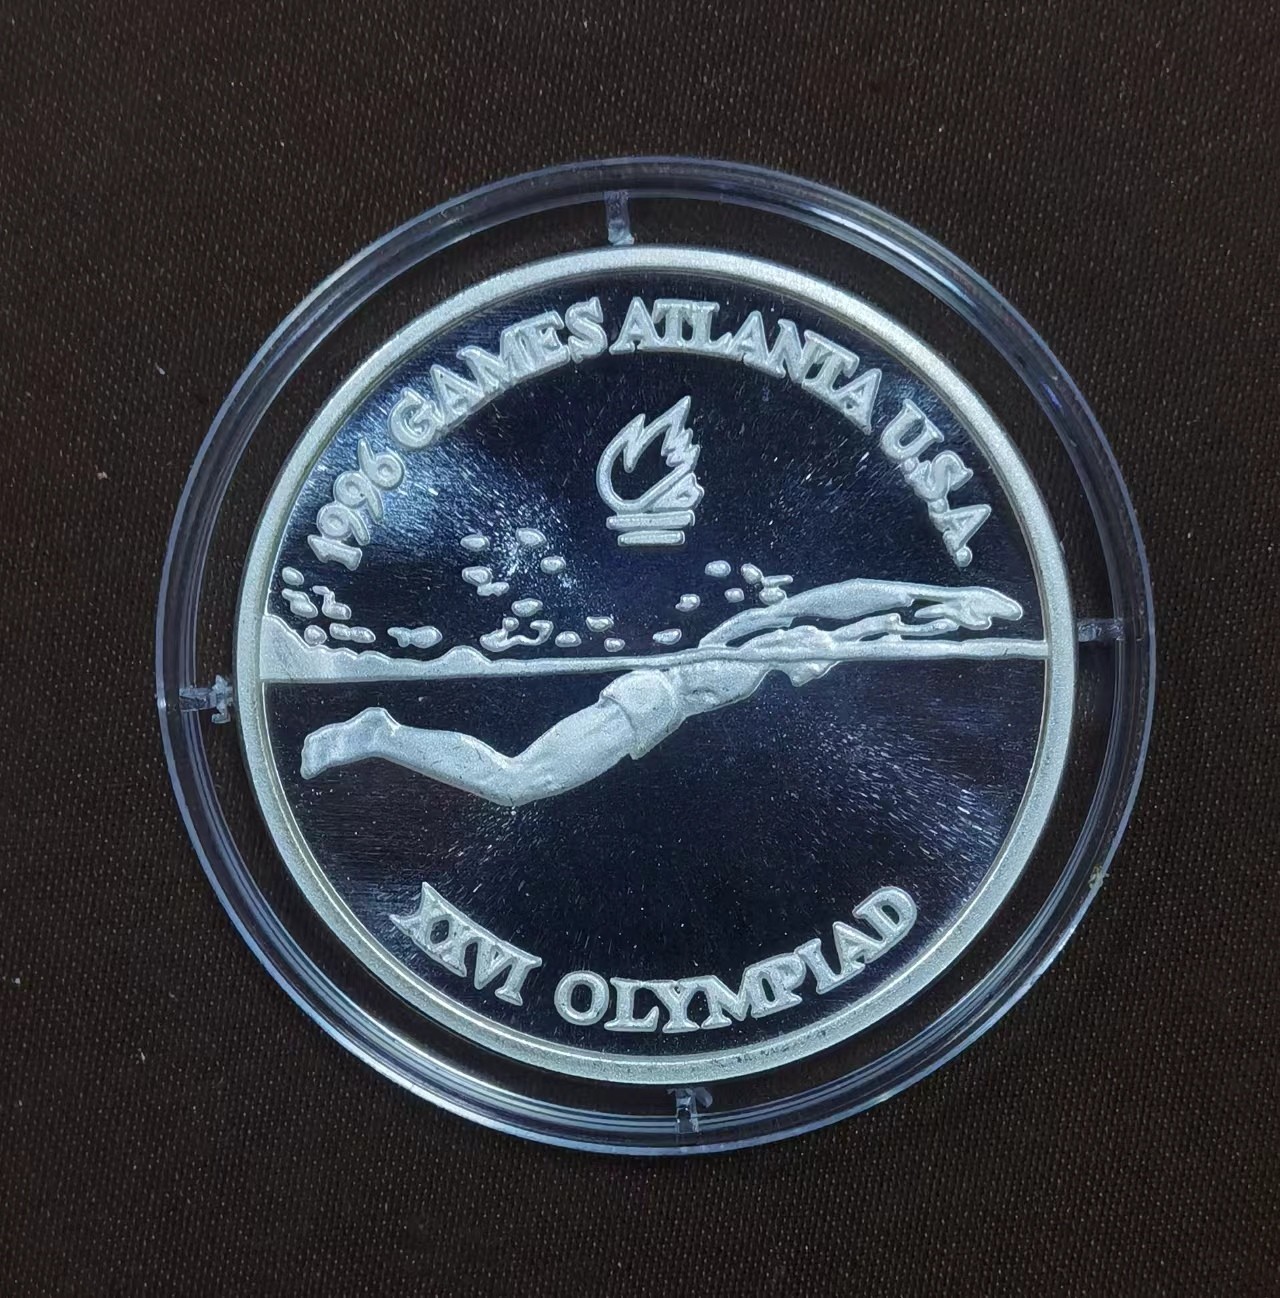 1996 GAMES ATLANTA U.S.A.
XXVI OLYMPIAD